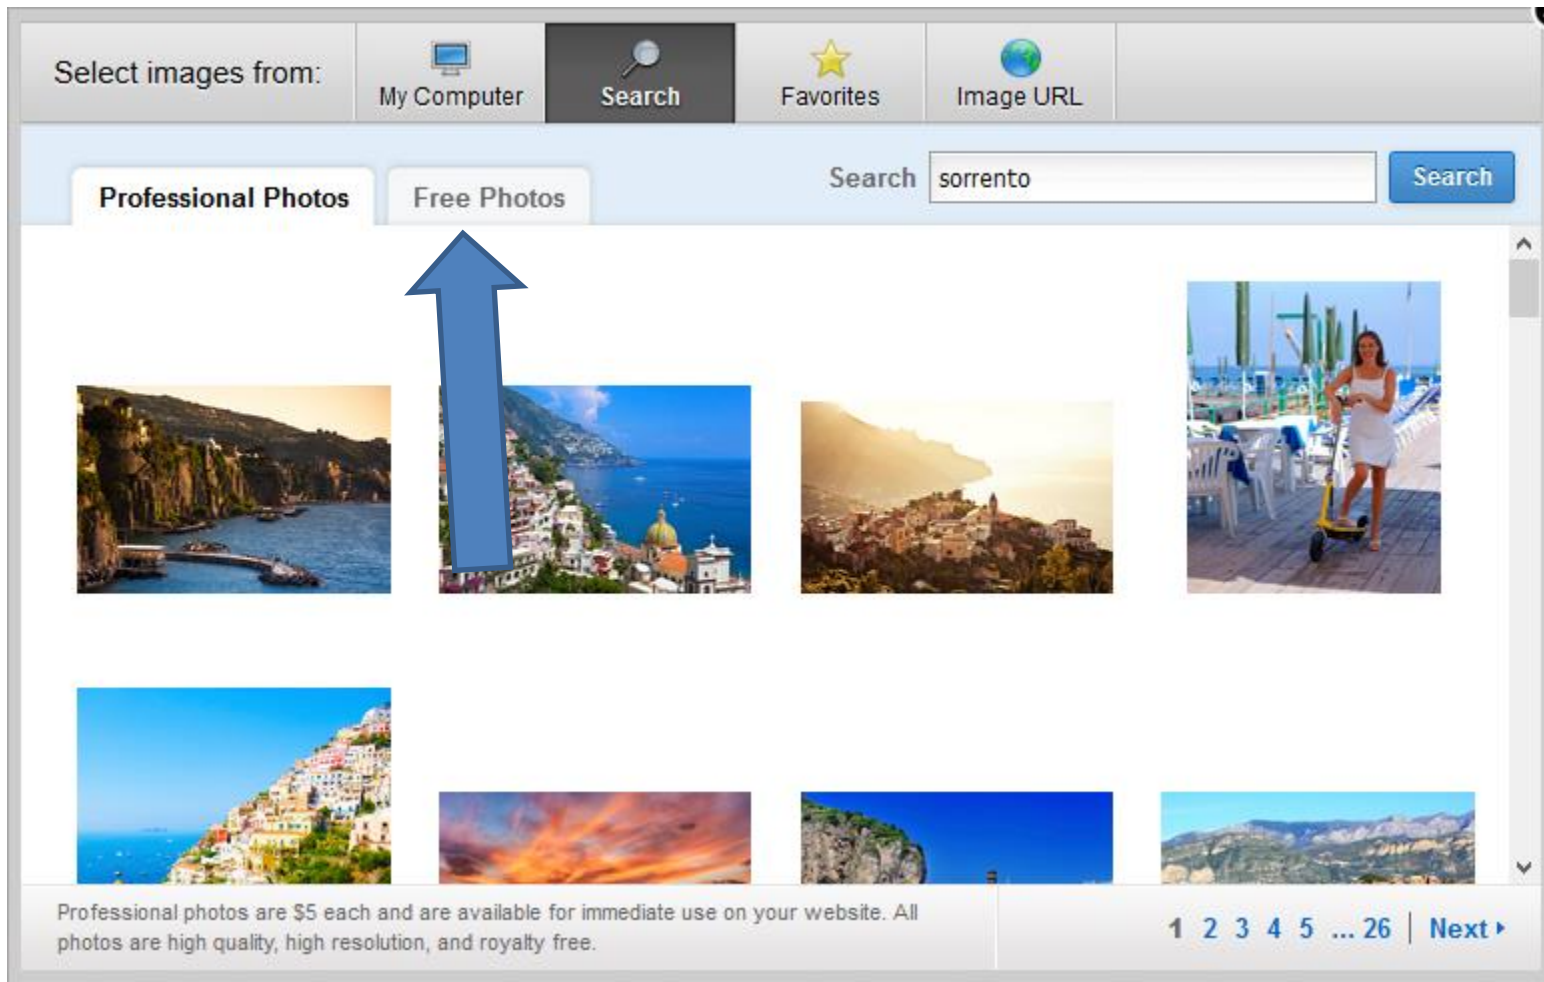 Select images from:
My Computer
Search
Favorites
Image URL
Professional Photos
Free Photos
Search
sorrento
Search
Professional photos are $5 each and are available for immediate use on your website. All
photos are high quality, high resolution, and royalty free.
1 2 3 4 5 ... 26 | Next